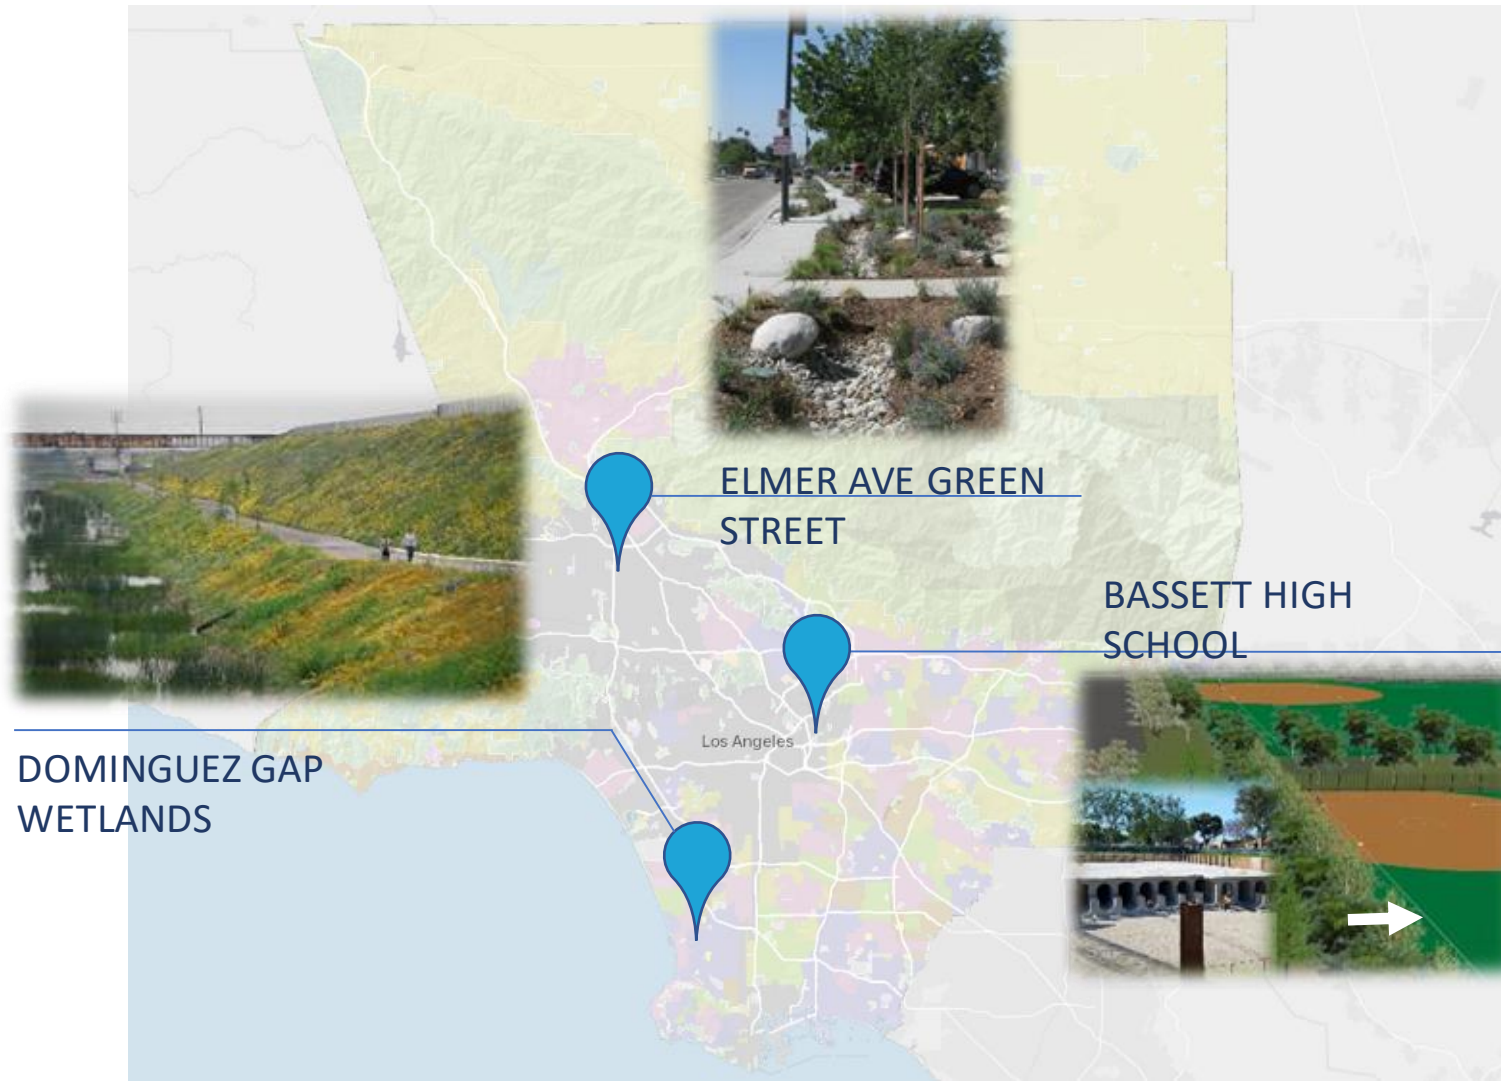 ELMER AVE GREEN
STREET
BASSETT HIGH
SCHOOL
Los Angeles
DOMINGUEZ GAP
WETLANDS